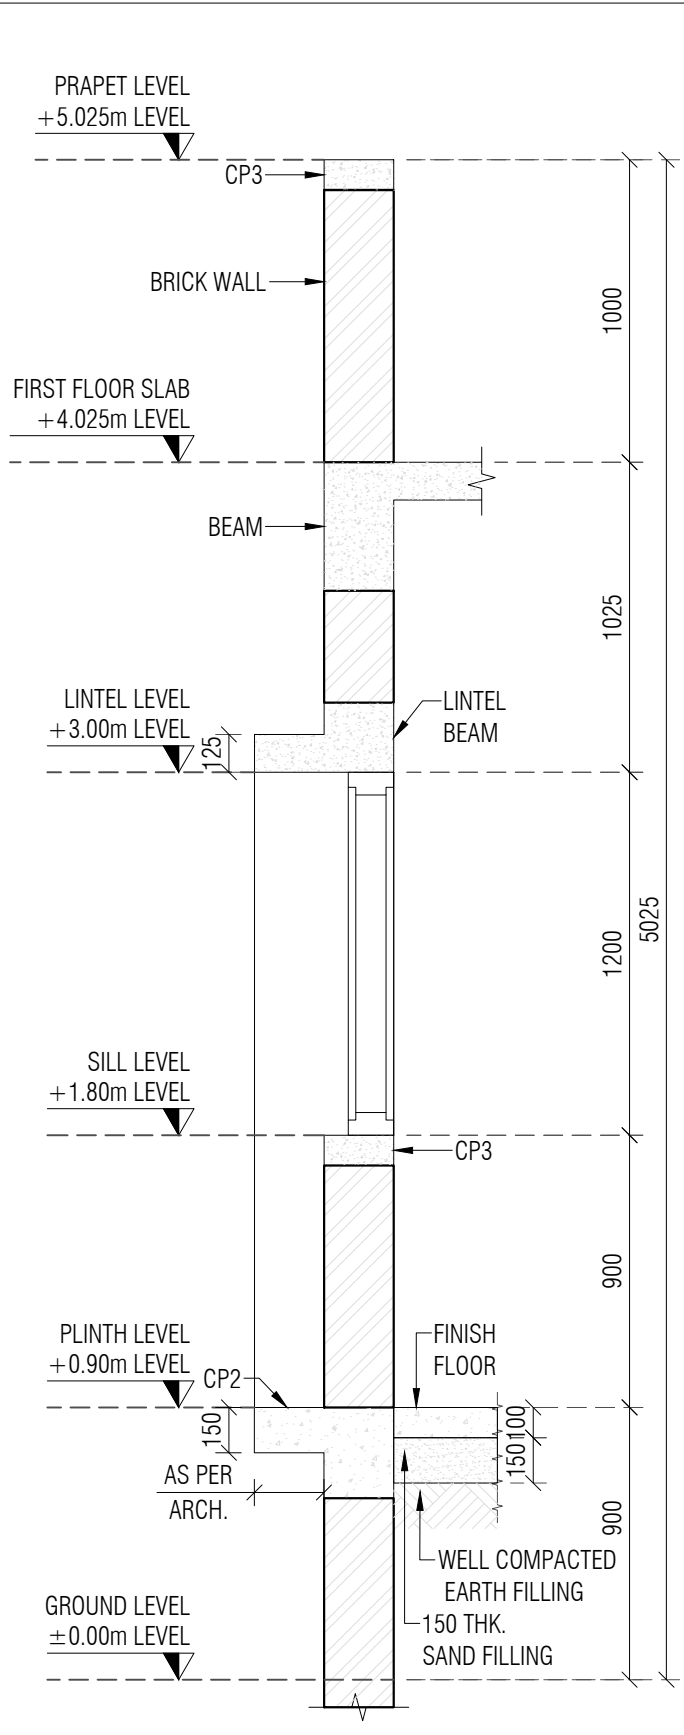 PRAPET LEVEL
+5.025m LEVEL
CP3
BRICK WALL
1000
FIRST FLOOR SLAB
+4.025m LEVEL
BEAM
1025
LINTEL LEVEL
+3.00m LEVEL
125
LINTEL
BEAM
1200
5025
SILL LEVEL
+1.80m LEVEL
CP3
900
PLINTH LEVEL
+0.90m LEVEL
CP2
FINISH
FLOOR
150
100
150
AS PER
ARCH.
900
WELL COMPACTED
EARTH FILLING
150 THK.
SAND FILLING
GROUND LEVEL
±0.00m LEVEL